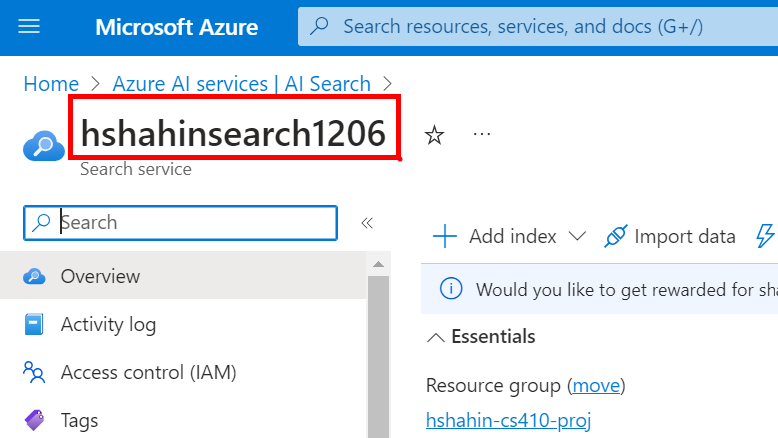 Microsoft Azure
Search resources, services, and docs (G+/)
Home > Azure AI services | AI Search >
hshahinsearch1206
Search service
Search
Overview
Activity log
Access control (IAM)
Tags
Add index
Import data
Would you like to get rewarded for sha
Essentials
Resource group (move)
hshahin-cs410-proj